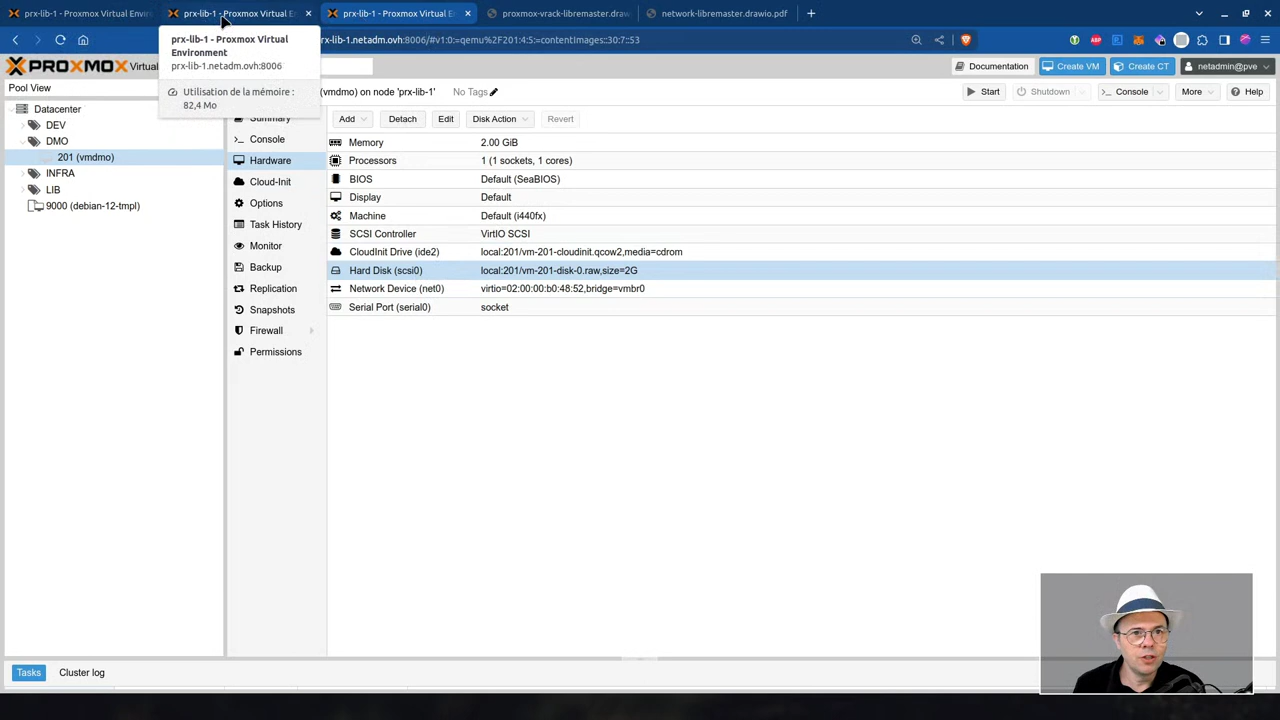 prx-lib-1 - Proxmox Virtual Envir
prx-lib-1 - Proxmox Virtual E
prx-lib-1 - Proxmox Virtual E
proxmox-vrack-libremaster.draw
network-libremaster.drawio.pdf
prx-lib-1.netadm.ovh:8006/#v1:0:=qemu%2F201:4:5:=contentImages::30:7::53
prx-lib-1 - Proxmox Virtual
Environment
prx-lib-1.netadm.ovh:8006
Utilisation de la mémoire :
82,4 Mo
PROXMOX Virtual
Documentation
Create VM
Create CT
netadmin@pve
Pool View
(vmdmo) on node 'prx-lib-1'
No Tags
Start
Shutdown
Console
More
Help
Datacenter
DEV
DMO
201 (vmdmo)
INFRA
LIB
9000 (debian-12-tmpl)
Summary
Console
Hardware
Cloud-Init
Options
Task History
Monitor
Backup
Replication
Snapshots
Firewall
Permissions
Add
Detach
Edit
Disk Action
Revert
Memory 2.00 GiB
Processors 1 (1 sockets, 1 cores)
BIOS Default (SeaBIOS)
Display Default
Machine Default (i440fx)
SCSI Controller VirtIO SCSI
CloudInit Drive (ide2) local:201/vm-201-cloudinit.qcow2,media=cdrom
Hard Disk (scsi0) local:201/vm-201-disk-0.raw,size=2G
Network Device (net0) virtio=02:00:00:b0:48:52,bridge=vmbr0
Serial Port (serial0) socket
Tasks
Cluster log